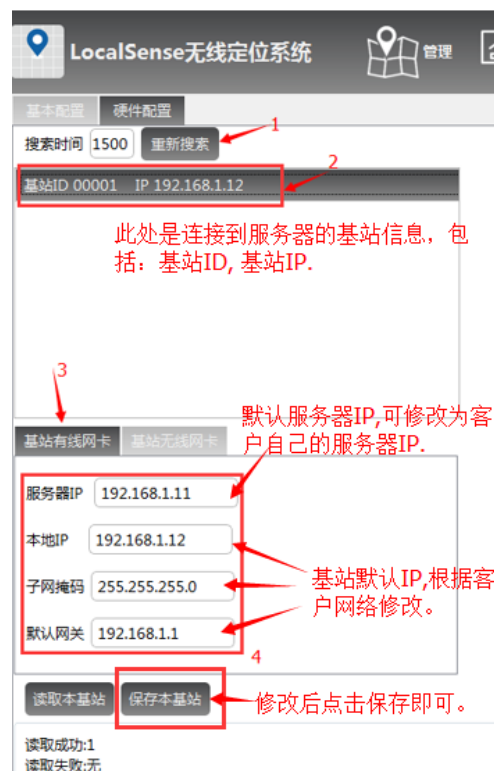 LocalSense无线定位系统
管理
基本配置 硬件配置
1
搜索时间 1500 重新搜索
2
基站ID 00001 IP 192.168.1.12
此处是连接到服务器的基站信息，包
括：基站ID, 基站IP.
3
默认服务器IP,可修改为客
户自己的服务器IP.
基站有线网卡 基站无线网卡
服务器IP 192.168.1.11
本地IP 192.168.1.12
基站默认IP,根据客
户网络修改。
子网掩码 255.255.255.0
默认网关 192.168.1.1
4
读取本基站 保存本基站
修改后点击保存即可。
读取成功:1
读取失败:无